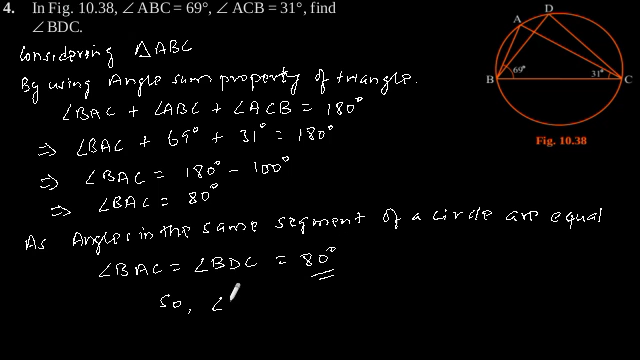 4. In Fig. 10.38, ∠ ABC = 69°, ∠ ACB = 31°, find
∠ BDC.
Considering △ABC
By using Angle sum property of triangle.
∠BAC + ∠ABC + ∠ACB = 180°
⇒ ∠BAC + 69° + 31° = 180°
⇒ ∠BAC = 180° - 100°
⇒ ∠BAC = 80°
As Angles in the same segment of a circle are equal
∠BAC = ∠BDC = 80°
So, ∠
D
A
69°
31°
B
C
Fig. 10.38